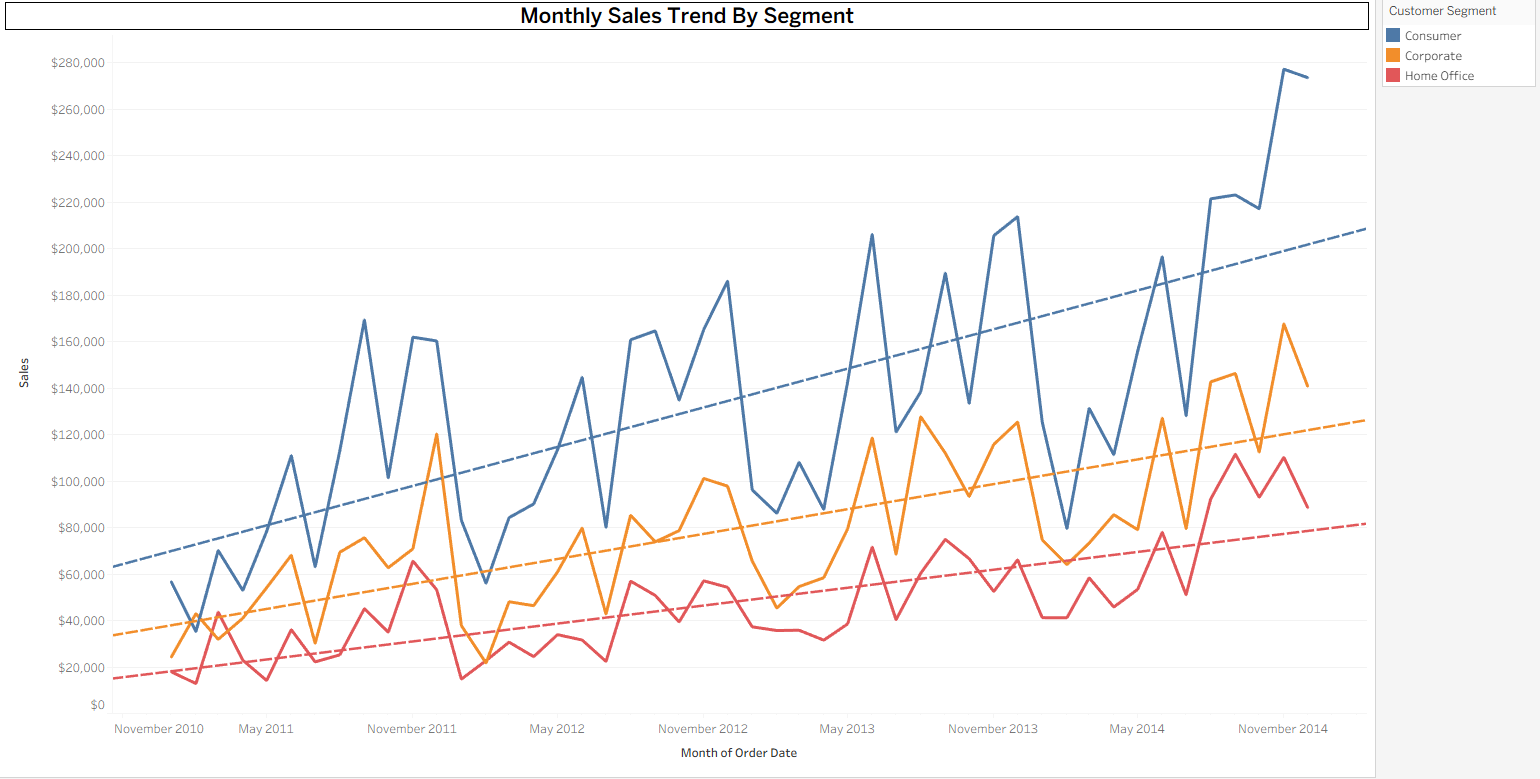 Monthly Sales Trend By Segment
Customer Segment
Consumer
Corporate
Home Office
$280,000
$260,000
$240,000
$220,000
$200,000
$180,000
$160,000
$140,000
$120,000
$100,000
$80,000
$60,000
$40,000
$20,000
$0
Sales
November 2010 May 2011 November 2011 May 2012 November 2012 May 2013 November 2013 May 2014 November 2014
Month of Order Date